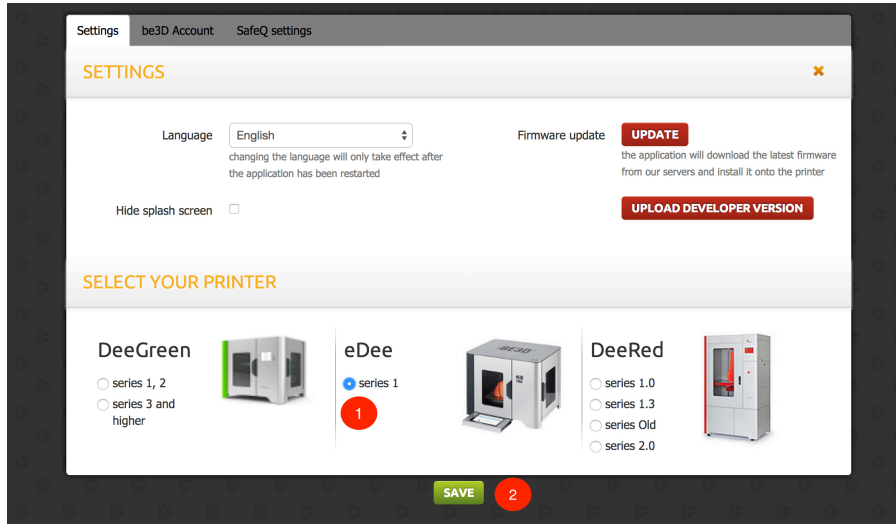 Settings be3D Account SafeQ settings
SETTINGS
Language English
changing the language will only take effect after
the application has been restarted
Firmware update UPDATE
the application will download the latest firmware
from our servers and install it onto the printer
Hide splash screen
UPLOAD DEVELOPER VERSION
SELECT YOUR PRINTER
DeeGreen
series 1, 2
series 3 and
higher
eDee
series 1
1
BE3D
DeeRed
series 1.0
series 1.3
series Old
series 2.0
SAVE 2